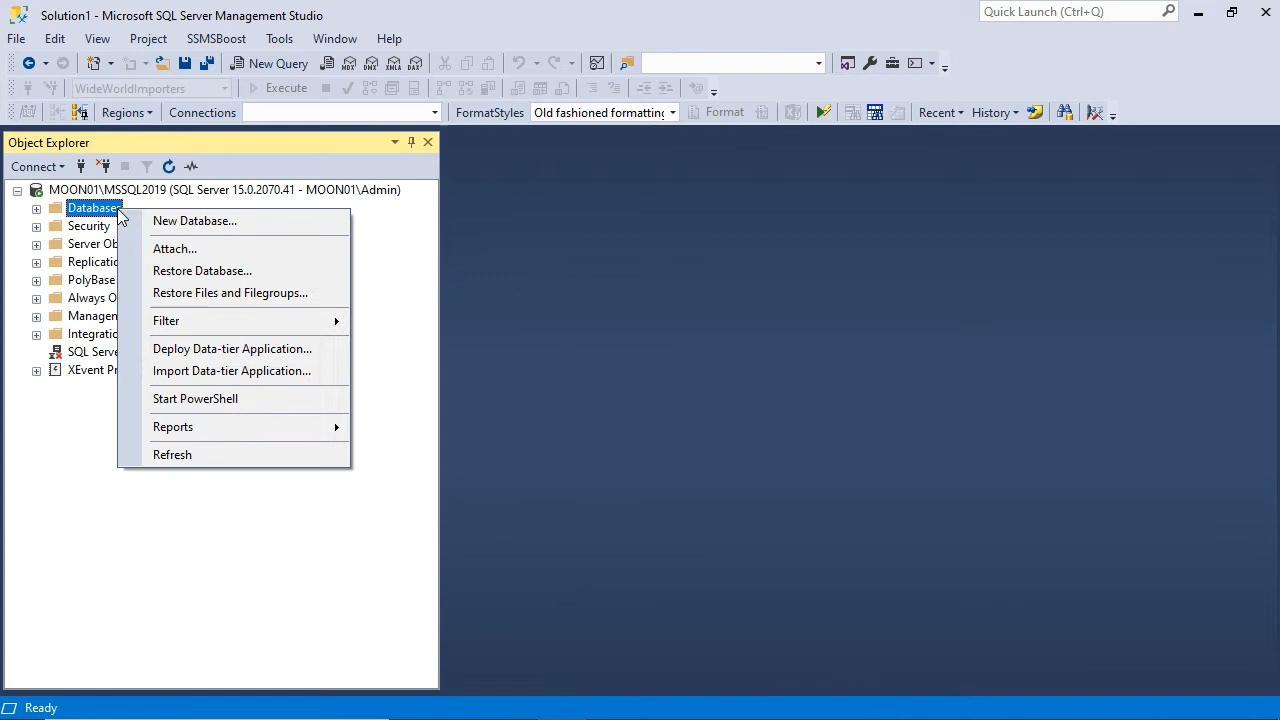 Solution1 - Microsoft SQL Server Management Studio
Quick Launch (Ctrl+Q)
File Edit View Project SSMSBoost Tools Window Help
New Query
WideWorldImporters Execute
Regions Connections FormatStyles Old fashioned formatting Format Recent History
Object Explorer
Connect
MOON01\MSSQL2019 (SQL Server 15.0.2070.41 - MOON01\Admin)
Database
Security
Server Ob
Replicatio
PolyBase
Always O
Managem
Integratio
SQL Serve
XEvent Pr
New Database...
Attach...
Restore Database...
Restore Files and Filegroups...
Filter
Deploy Data-tier Application...
Import Data-tier Application...
Start PowerShell
Reports
Refresh
Ready